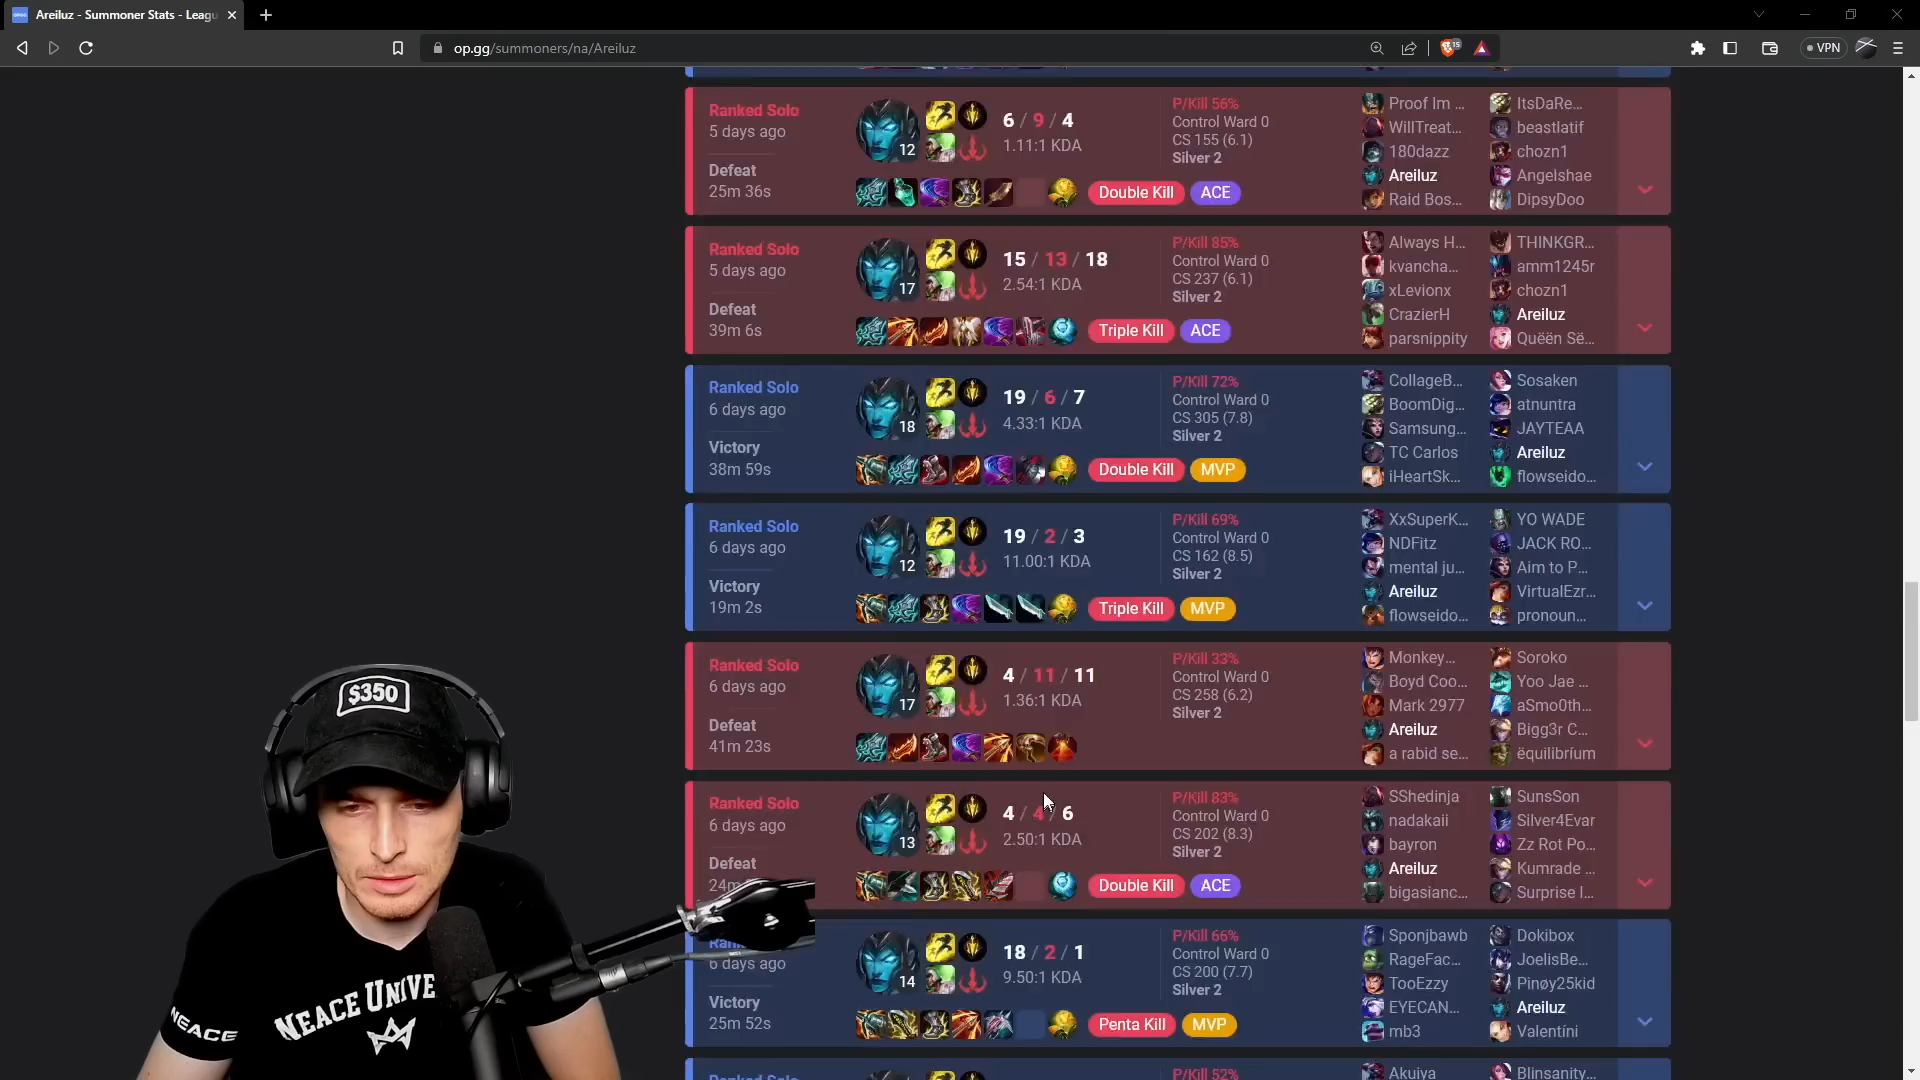 Areiluz - Summoner Stats - Leagu
op.gg/summoners/na/Areiluz
15
VPN
Ranked Solo
5 days ago
Defeat
25m 36s
12
6 / 9 / 4
1.11:1 KDA
Double Kill
ACE
P/Kill 56%
Control Ward 0
CS 155 (6.1)
Silver 2
Proof Im ...
WillTreat...
180dazz
Areiluz
Raid Bos...
ItsDaRe...
beastlatif
chozn1
Angelshae
DipsyDoo
Ranked Solo
5 days ago
Defeat
39m 6s
17
15 / 13 / 18
2.54:1 KDA
Triple Kill
ACE
P/Kill 85%
Control Ward 0
CS 237 (6.1)
Silver 2
Always H...
kvancha...
xLevionx
CrazierH
parsnippity
THINKGR...
amm1245r
chozn1
Areiluz
Quëën Së...
Ranked Solo
6 days ago
Victory
38m 59s
18
19 / 6 / 7
4.33:1 KDA
Double Kill
MVP
P/Kill 72%
Control Ward 0
CS 305 (7.8)
Silver 2
CollageB...
BoomDig...
Samsung...
TC Carlos
iHeartSk...
Sosaken
atnuntra
JAYTEAA
Areiluz
flowseido...
Ranked Solo
6 days ago
Victory
19m 2s
12
19 / 2 / 3
11.00:1 KDA
Triple Kill
MVP
P/Kill 69%
Control Ward 0
CS 162 (8.5)
Silver 2
XxSuperK...
NDFitz
mental ju...
Areiluz
flowseido...
YO WADE
JACK RO...
Aim to P...
VirtualEzr...
pronoun...
Ranked Solo
6 days ago
Defeat
41m 23s
17
4 / 11 / 11
1.36:1 KDA
P/Kill 33%
Control Ward 0
CS 258 (6.2)
Silver 2
Monkey...
Boyd Coo...
Mark 2977
Areiluz
a rabid se...
Soroko
Yoo Jae ...
aSmo0th...
Bigg3r C...
ëquilibríum
Ranked Solo
6 days ago
Defeat
24m
13
4 / 4 / 6
2.50:1 KDA
Double Kill
ACE
P/Kill 83%
Control Ward 0
CS 202 (8.3)
Silver 2
SShedinja
nadakaii
bayron
Areiluz
bigasianc...
SunsSon
Silver4Evar
Zz Rot Po...
Kumrade ...
Surprise I...
6 days ago
Victory
25m 52s
14
18 / 2 / 1
9.50:1 KDA
Penta Kill
MVP
P/Kill 66%
Control Ward 0
CS 200 (7.7)
Silver 2
Sponjbawb
RageFac...
TooEzzy
EYECAN...
mb3
Dokibox
JoelisBe...
Pinøy25kid
Areiluz
Valentíni
P/Kill 52%
Akuiya
Blinsanity...
$350
NEACE UNIVE
NEACE